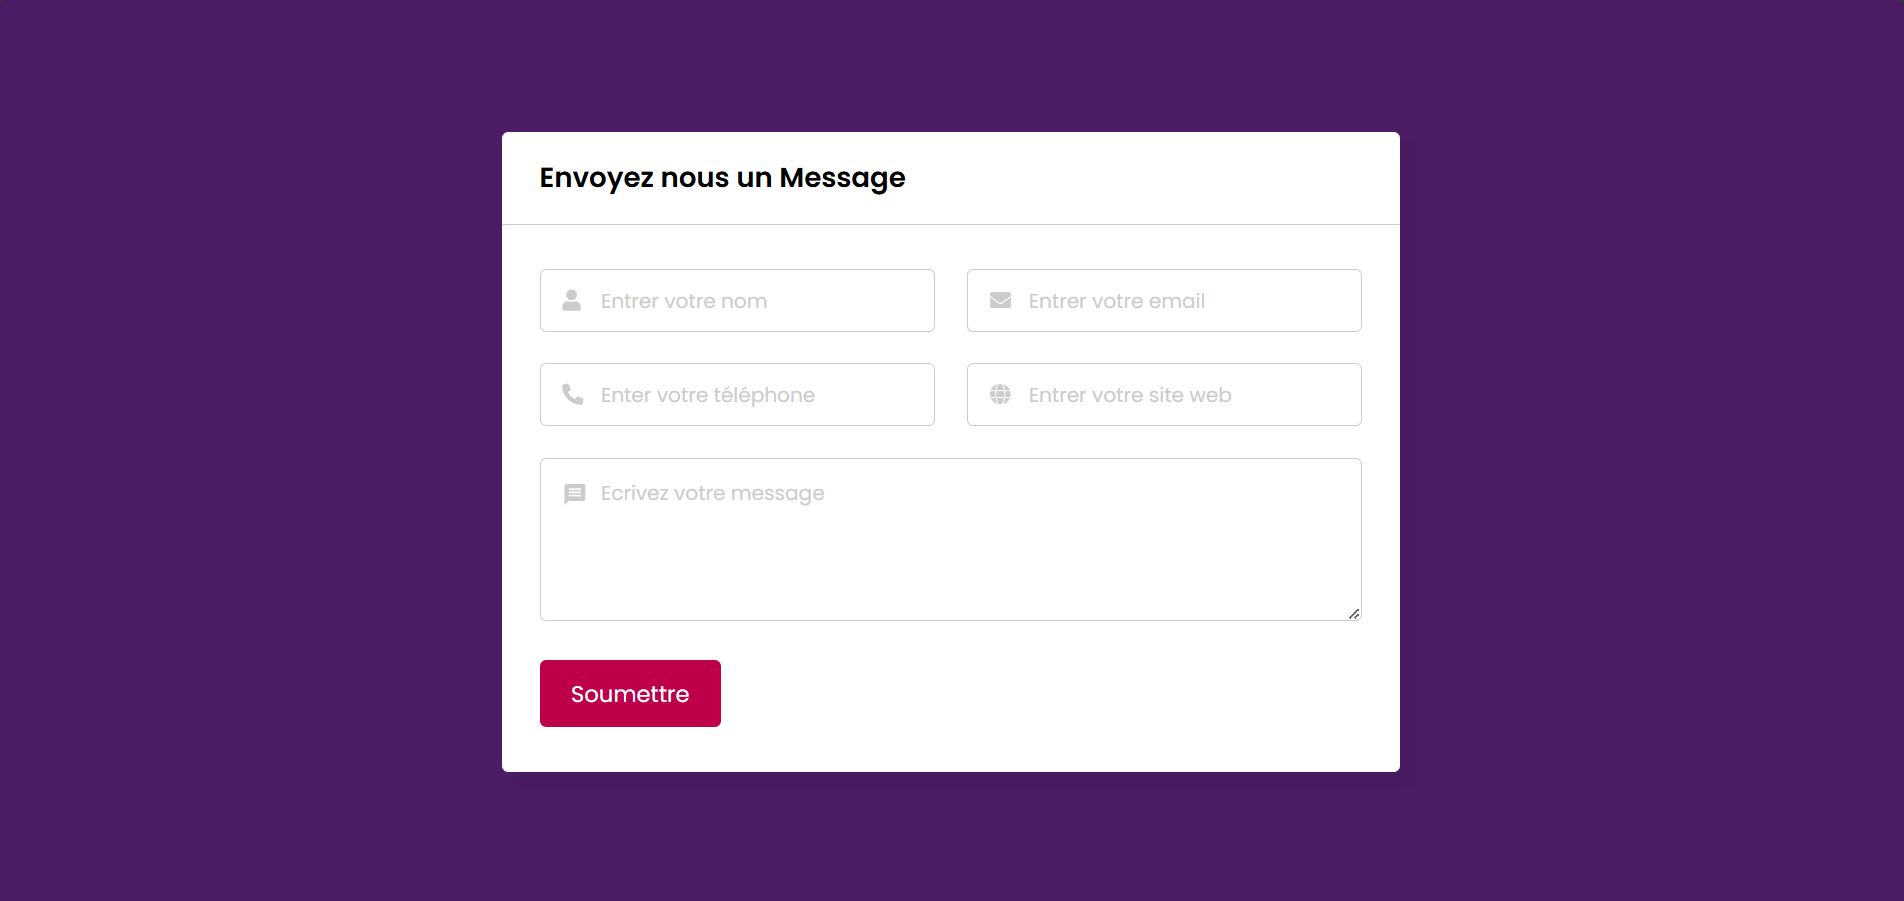 Envoyez nous un Message
Entrer votre nom
Entrer votre email
Enter votre téléphone
Entrer votre site web
Ecrivez votre message
Soumettre